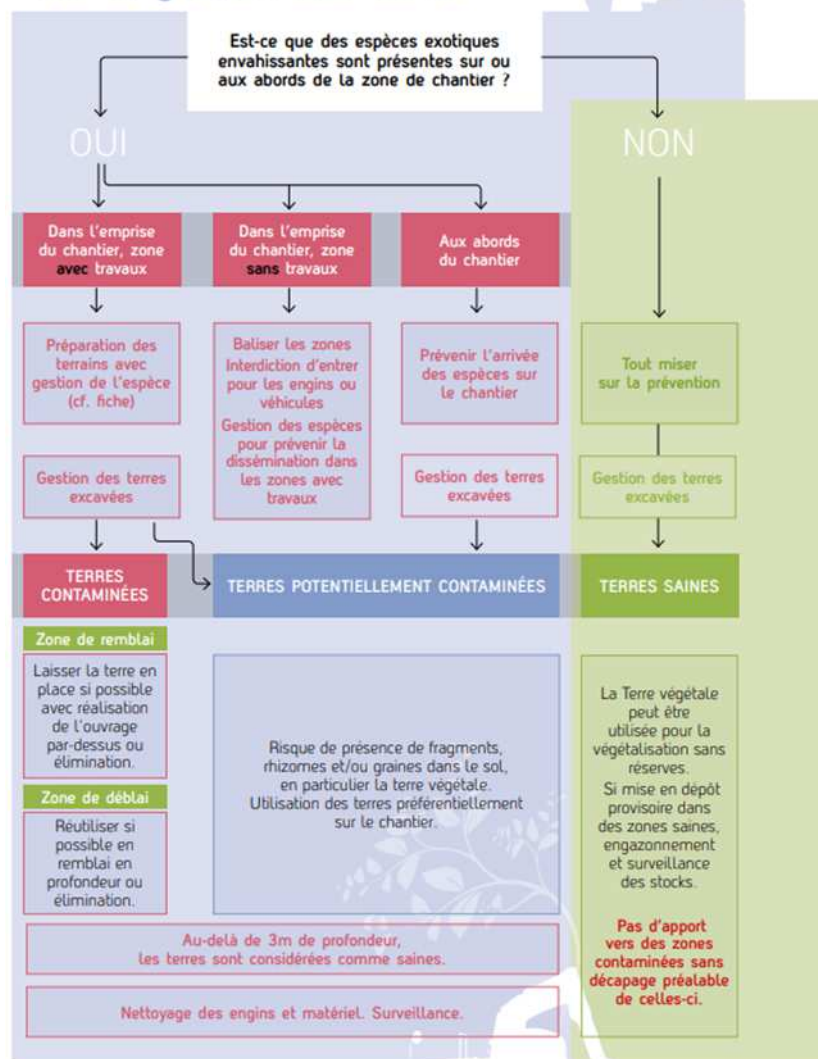 Est-ce que des espèces exotiques
envahissantes sont présentes sur ou
aux abords de la zone de chantier ?
OUI
NON
Dans l'emprise
du chantier, zone
avec travaux
Dans l'emprise
du chantier, zone
sans travaux
Aux abords
du chantier
Préparation des
terrains avec
gestion de l'espèce
(cf. fiche)
Baliser les zones
Interdiction d'entrer
pour les engins ou
véhicules
Gestion des espèces
pour prévenir la
dissémination dans
les zones avec
travaux
Prévenir l'arrivée
des espèces sur
le chantier
Tout miser
sur la prévention
Gestion des terres
excavées
Gestion des terres
excavées
Gestion des terres
excavées
TERRES
CONTAMINÉES
TERRES POTENTIELLEMENT CONTAMINÉES
TERRES SAINES
Zone de remblai
Laisser la terre en
place si possible
avec réalisation
de l'ouvrage
par-dessus ou
élimination.
Zone de déblai
Réutiliser si
possible en
remblai en
profondeur ou
élimination.
Risque de présence de fragments,
rhizomes et/ou graines dans le sol,
en particulier la terre végétale.
Utilisation des terres préférentiellement
sur le chantier.
La Terre végétale
peut être
utilisée pour la
végétalisation sans
réserves.
Si mise en dépôt
provisoire dans
des zones saines,
engazonnement
et surveillance
des stocks.
Pas d'apport
vers des zones
contaminées sans
décapage préalable
de celles-ci.
Au-delà de 3m de profondeur,
les terres sont considérées comme saines.
Nettoyage des engins et matériel. Surveillance.